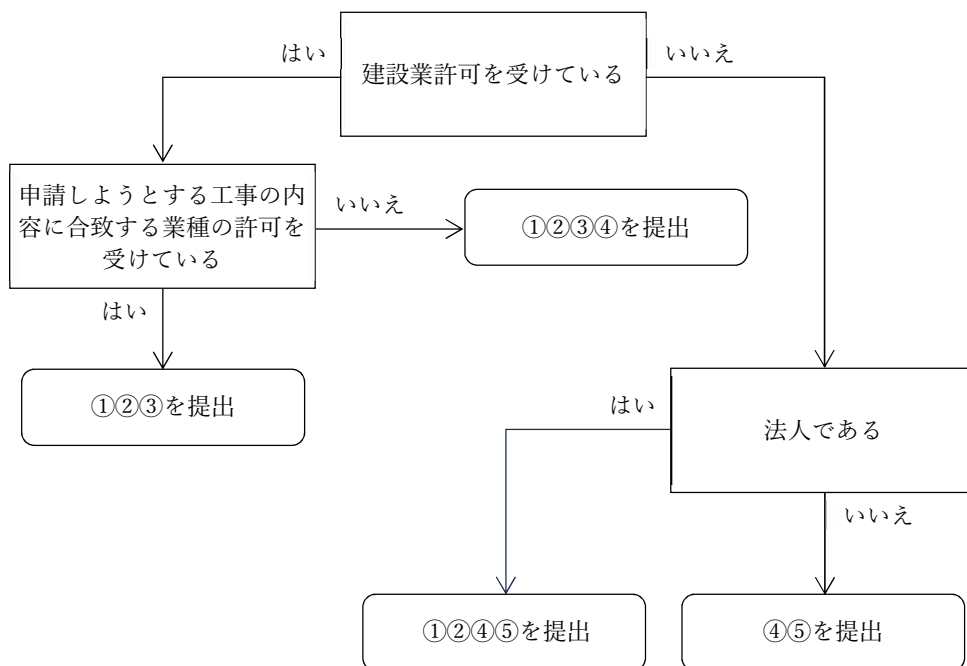 はい
建設業許可を受けている
いいえ
申請しようとする工事の内
容に合致する業種の許可を
受けている
いいえ
①②③④を提出
はい
①②③を提出
はい
法人である
いいえ
①②④⑤を提出
④⑤を提出